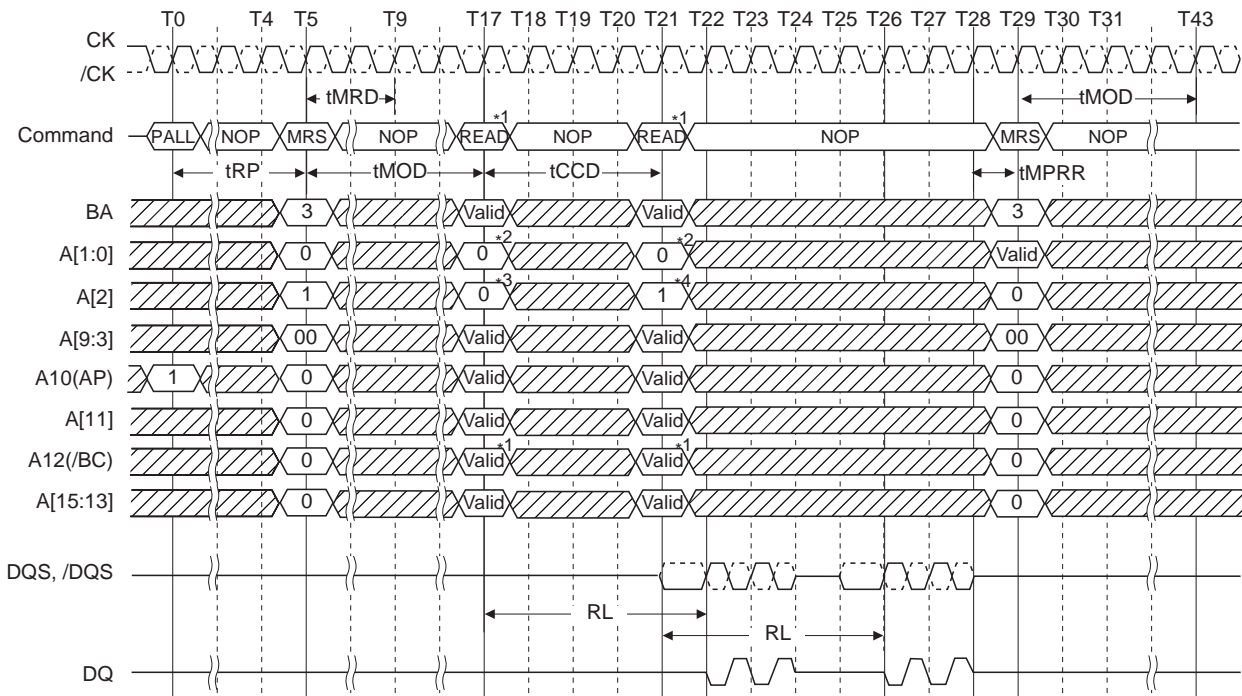 T0 T4 T5 T9 T17 T18 T19 T20 T21 T22 T23 T24 T25 T26 T27 T28 T29 T30 T31 T43
CK
/CK
tMRD tMOD
*1 *1
Command PALL NOP MRS NOP READ NOP READ NOP MRS NOP
tRP tMOD tCCD tMPRR
BA 3 Valid Valid 3
A[1:0] 0 0*2 0*2 Valid
A[2] 1 0*3 1*4 0
A[9:3] 00 Valid Valid 00
A10(AP) 1 0 Valid Valid 0
A[11] 0 Valid Valid 0
A12(/BC) 0 Valid*1 Valid*1 0
A[15:13] 0 Valid Valid 0
DQS, /DQS
RL
RL
DQ